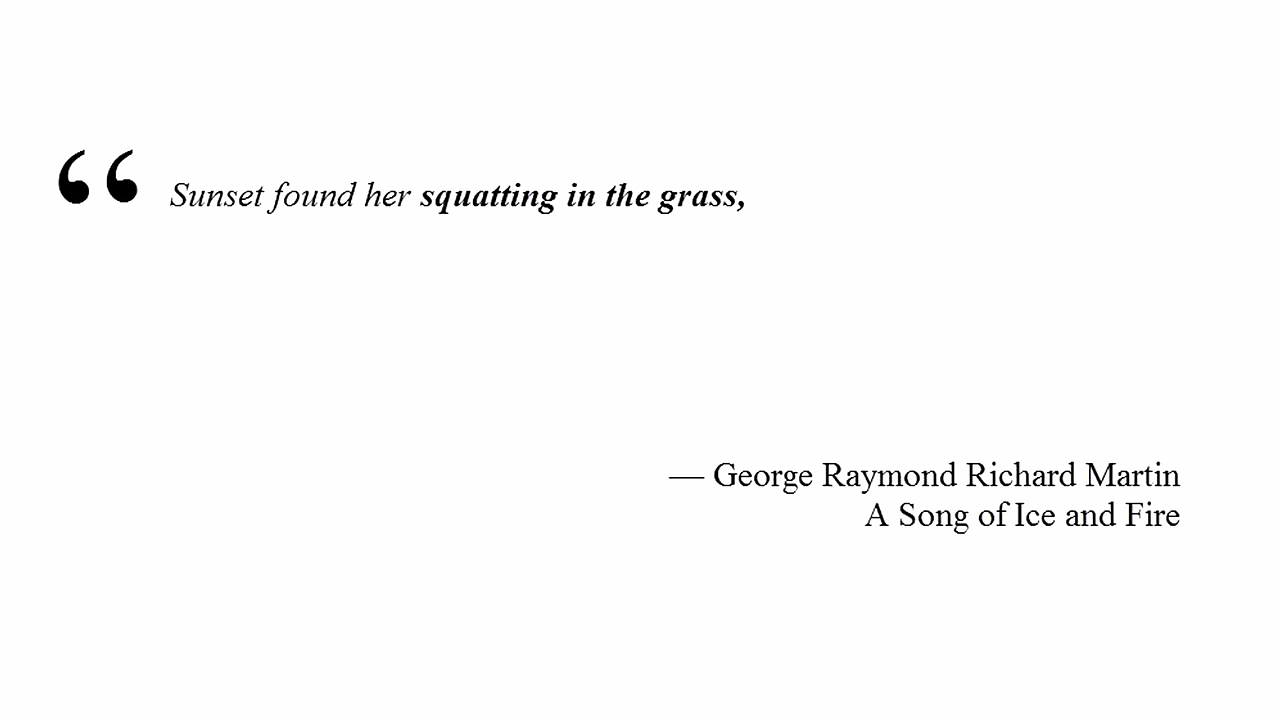 “ Sunset found her squatting in the grass,
— George Raymond Richard Martin
A Song of Ice and Fire